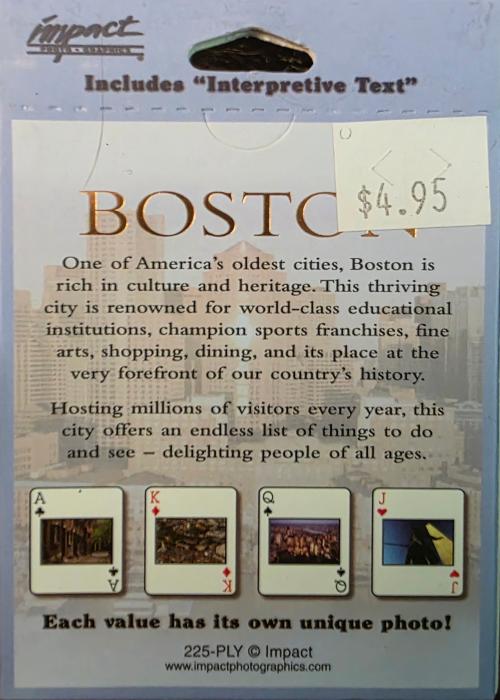 impact
PHOTO • GRAPHICS
Includes “Interpretive Text”
$4.95
BOSTON
One of America's oldest cities, Boston is
rich in culture and heritage. This thriving
city is renowned for world-class educational
institutions, champion sports franchises, fine
arts, shopping, dining, and its place at the
very forefront of our country's history.
Hosting millions of visitors every year, this
city offers an endless list of things to do
and see – delighting people of all ages.
A A K K Q Q J J
Each value has its own unique photo!
225-PLY © Impact
www.impactphotographics.com